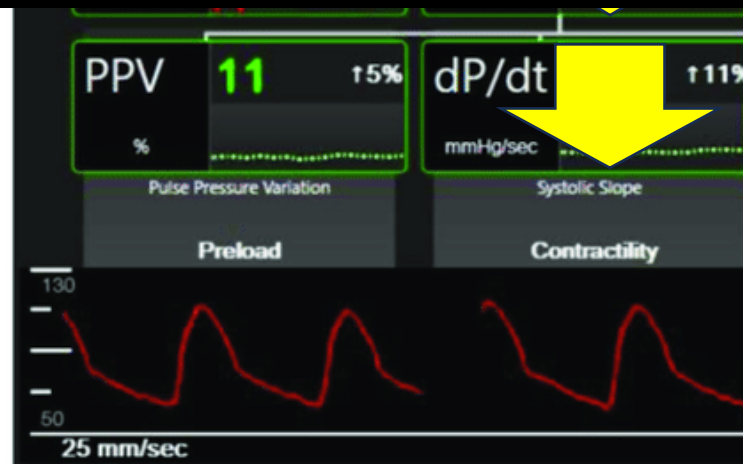 PPV 11 ↑5% dP/dt ↑11%
% mmHg/sec
Pulse Pressure Variation Systolic Slope
Preload Contractility
130
50
25 mm/sec